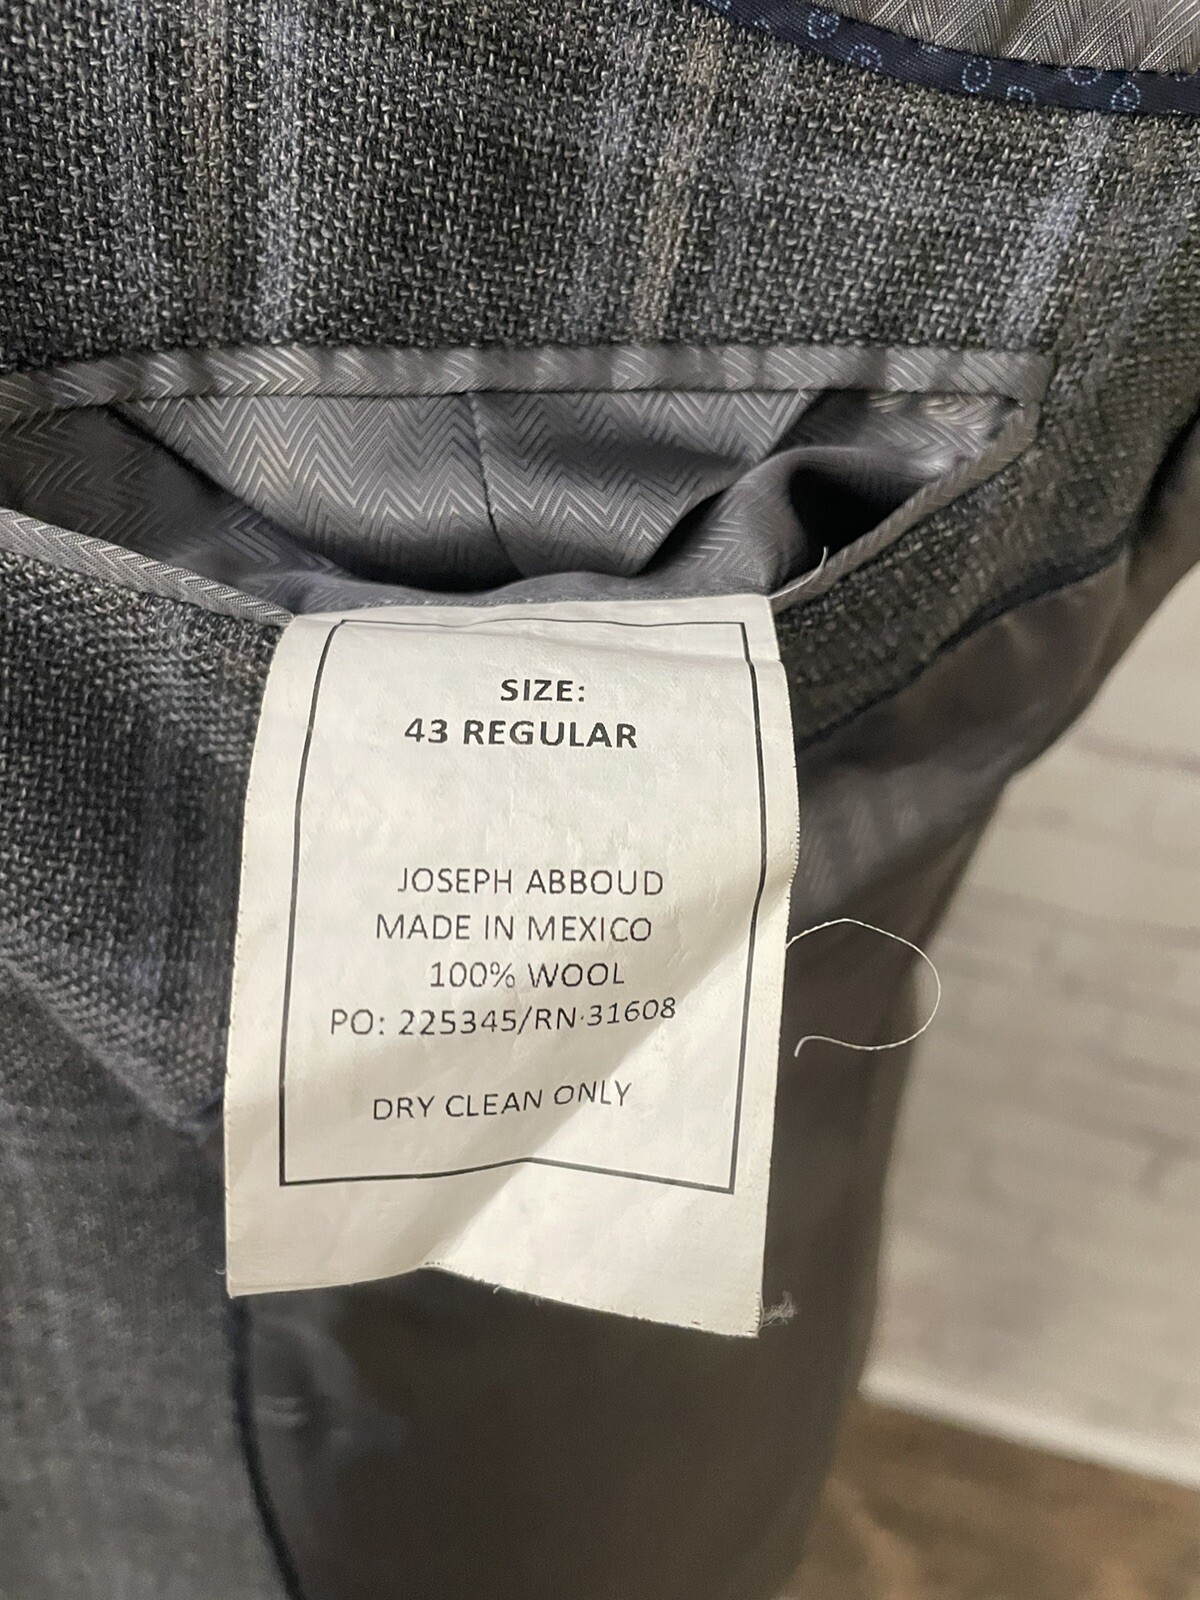 SIZE:
43 REGULAR
JOSEPH ABBOUD
MADE IN MEXICO
100% WOOL
PO: 225345/RN·31608
DRY CLEAN ONLY